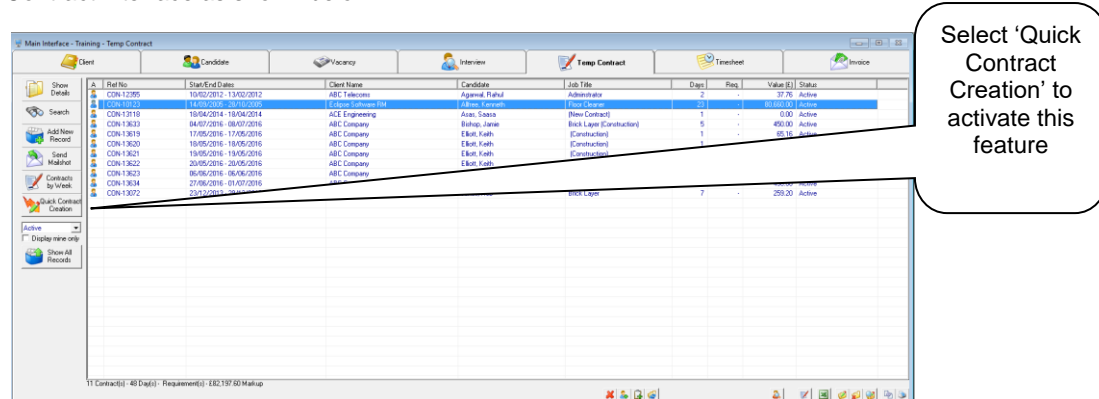 Select ‘Quick
Contract
Creation’ to
activate this
feature
Main Interface - Training - Temp Contract
Client Candidate Vacancy Interview Temp Contract Timesheet Invoice
Show
Details
Search
Add New
Record
Send
Mailshot
Contracts
by Week
Quick Contract
Creation
Active
Display mine only
Show All
Records
A Ref No Start/End Dates Client Name Candidate Job Title Days Req. Value (£) Status
CON-12355 10/02/2012 - 13/02/2012 ABC Telecoms Agarwal, Rahul Adminstrator 2 - 37.76 Active
CON-10123 14/09/2005 - 28/10/2005 Eclipse Software RM Allfree, Kenneth Floor Cleaner 23 - 80,660.00 Active
CON-13118 18/04/2014 - 18/04/2014 ACE Engineering Asas, Saasa (New Contract) 1 - 0.00 Active
CON-13633 04/07/2016 - 08/07/2016 ABC Company Bishop, Jamie Brick Layer (Construction) 5 - 450.00 Active
CON-13619 17/05/2016 - 17/05/2016 ABC Company Elliott, Keith (Construction) 1 - 65.16 Active
CON-13620 18/05/2016 - 18/05/2016 ABC Company Elliott, Keith (Construction) 1
CON-13621 19/05/2016 - 19/05/2016 ABC Company Elliott, Keith (Construction)
CON-13622 20/05/2016 - 20/05/2016 ABC Company Elliott, Keith
CON-13623 06/06/2016 - 06/06/2016 ABC Company
CON-13634 27/06/2016 - 01/07/2016 Active
CON-13072 Brick Layer 7 - 259.20 Active
11 Contract(s) - 48 Day(s) - Requirement(s) - £82,197.60 Markup